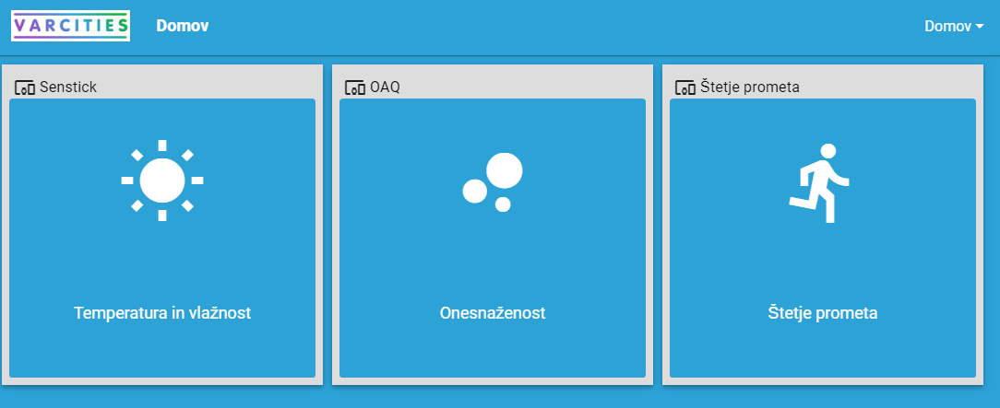 VARCITIES
Domov
Domov
Senstick
OAQ
Štetje prometa
Temperatura in vlažnost
Onesnaženost
Štetje prometa